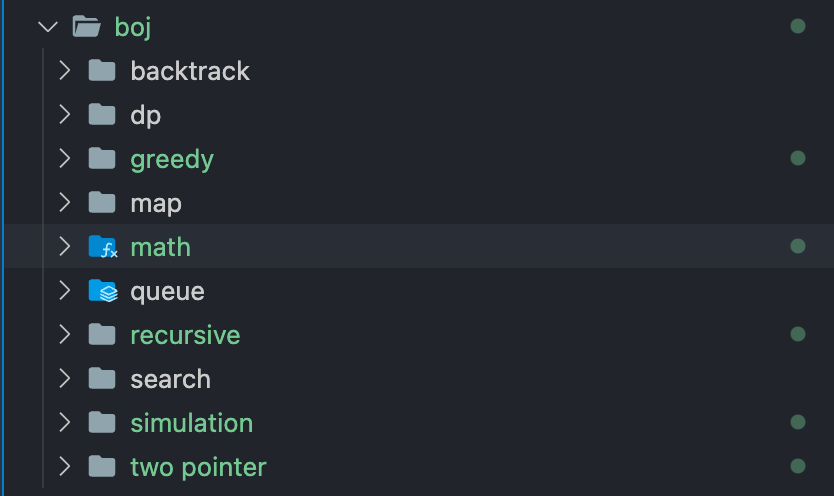 boj
backtrack
dp
greedy
map
math
queue
recursive
search
simulation
two pointer